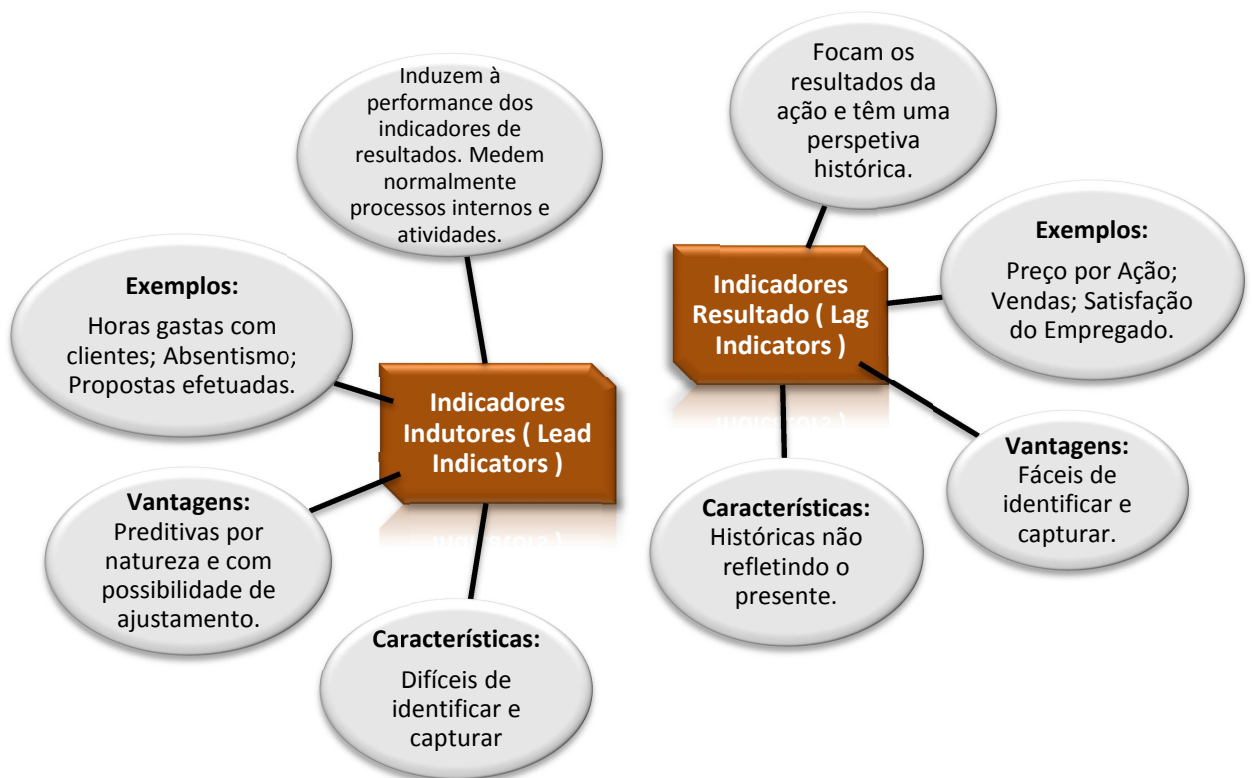 Induzem à
performance dos
indicadores de
resultados. Medem
normalmente
processos internos e
atividades.
Exemplos:
Horas gastas com
clientes; Absentismo;
Propostas efetuadas.
Indicadores
Indutores ( Lead
Indicators )
Vantagens:
Preditivas por
natureza e com
possibilidade de
ajustamento.
Característicias:
Difíceis de
identificar e
capturar
Focam os
resultados da
ação e têm uma
perspetiva
histórica.
Indicadores
Resultado ( Lag
Indicators )
Exemplos:
Preço por Ação;
Vendas; Satisfação
do Empregado.
Vantagens:
Fáceis de
identificar e
capturar.
Característicias:
Históricas não
refletindo o
presente.